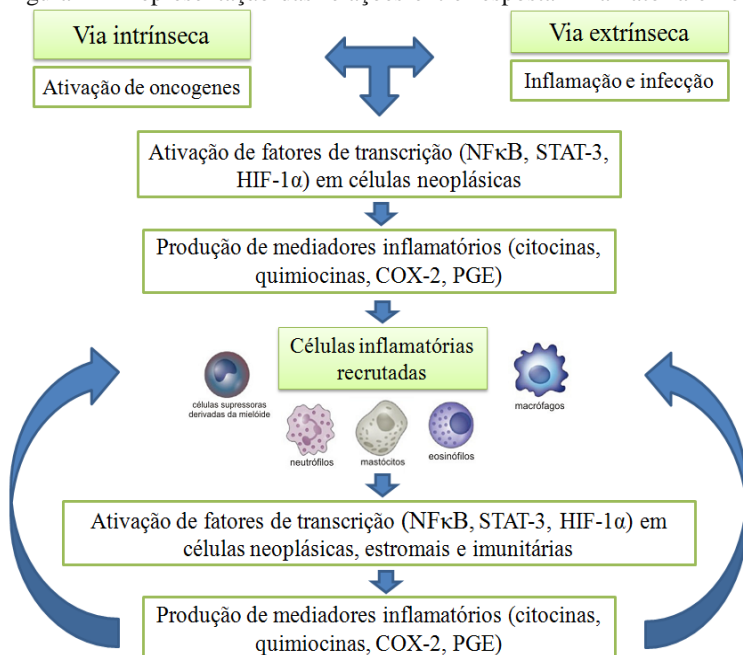 Via intrínseca
Via extrínseca
Ativação de oncogenes
Inflamação e infecção
Ativação de fatores de transcrição (NFκB, STAT-3,
HIF-1α) em células neoplásicas
Produção de mediadores inflamatórios (citocinas,
quimiocinas, COX-2, PGE)
Células inflamatórias
recrutadas
células supressoras
derivadas da mielóide
macrófagos
neutrófilos
mastócitos
eosinófilos
Ativação de fatores de transcrição (NFκB, STAT-3, HIF-1α) em
células neoplásicas, estromais e imunitárias
Produção de mediadores inflamatórios (citocinas,
quimiocinas, COX-2, PGE)